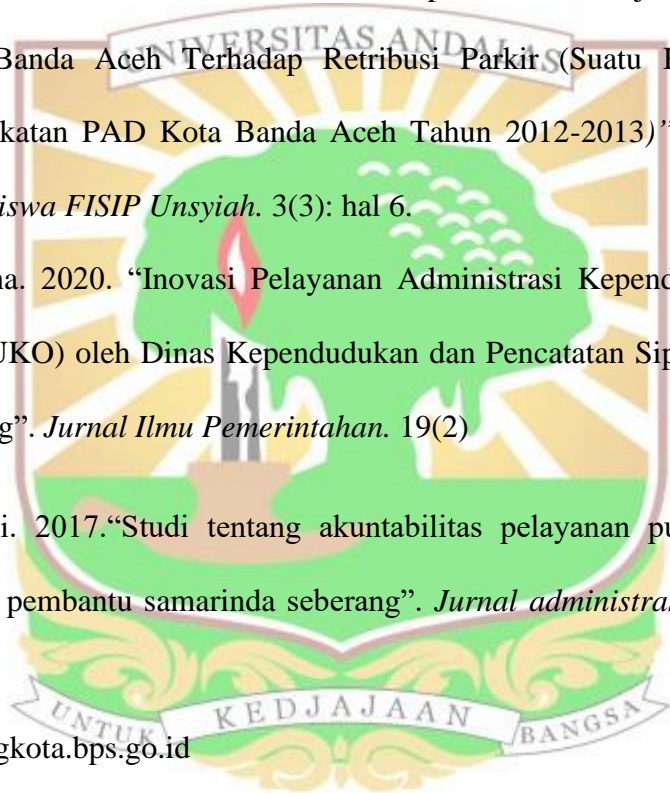 UNIVERSITAS ANDALAS
Banda Aceh Terhadap Retribusi Parkir (Suatu
katan PAD Kota Banda Aceh Tahun 2012-2013)”
iswa FISIP Unsyiah. 3(3): hal 6.
na. 2020. “Inovasi Pelayanan Administrasi Kepend
UKO) oleh Dinas Kependudukan dan Pencatatan Sip
g”. Jurnal Ilmu Pemerintahan. 19(2)
i. 2017.“Studi tentang akuntabilitas pelayanan pu
pembantu samarinda seberang”. Jurnal administra
UNTUK KEDJAJAAN BANGSA
gkota.bps.go.id